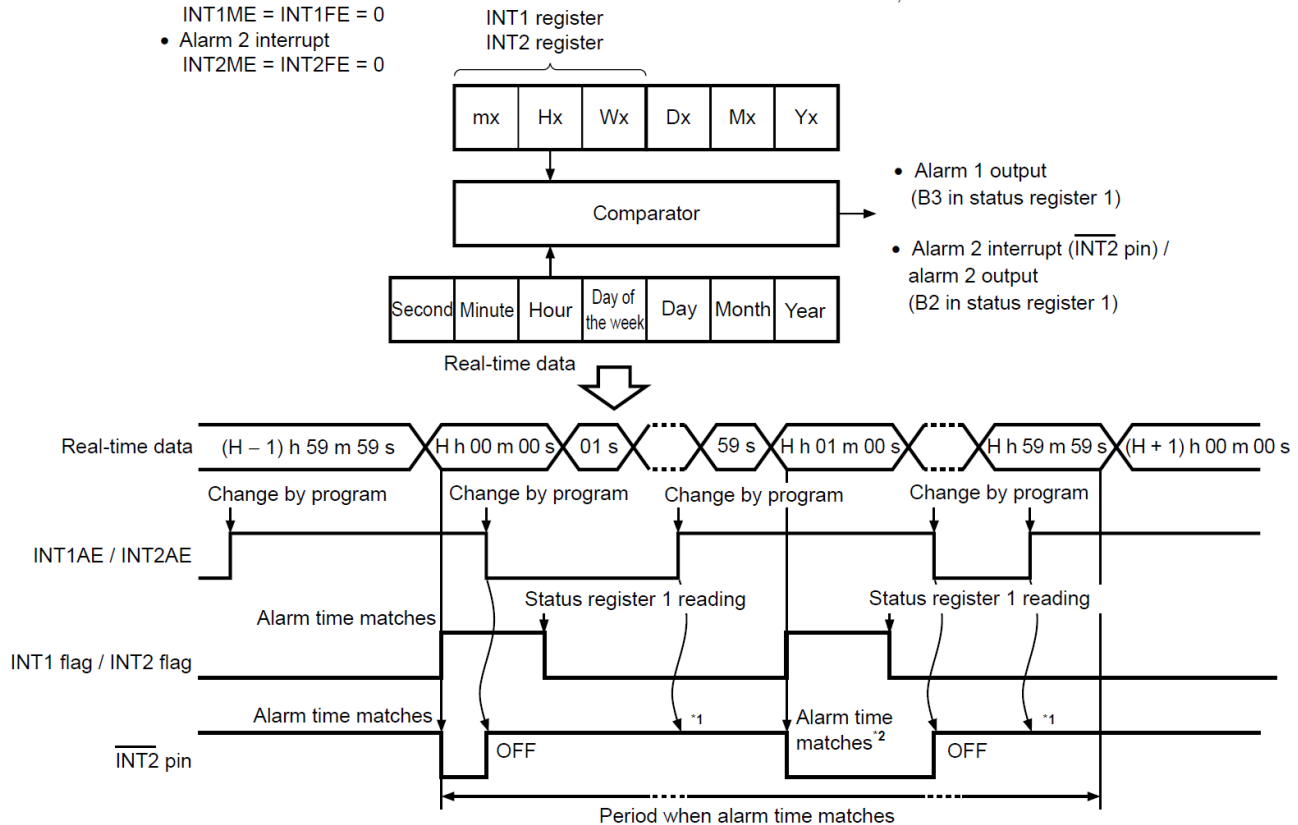 INT1ME = INT1FE = 0
• Alarm 2 interrupt
INT2ME = INT2FE = 0
INT1 register
INT2 register
mx Hx Wx Dx Mx Yx
Comparator
• Alarm 1 output
(B3 in status register 1)
• Alarm 2 interrupt (INT2 pin) /
alarm 2 output
(B2 in status register 1)
Second Minute Hour Day of the week Day Month Year
Real-time data
Real-time data (H – 1) h 59 m 59 s H h 00 m 00 s 01 s 59 s H h 01 m 00 s H h 59 m 59 s (H + 1) h 00 m 00 s
Change by program Change by program Change by program Change by program
INT1AE / INT2AE
Status register 1 reading Status register 1 reading
Alarm time matches
INT1 flag / INT2 flag
Alarm time matches *1 Alarm time matches*2 *1
INT2 pin OFF OFF
Period when alarm time matches